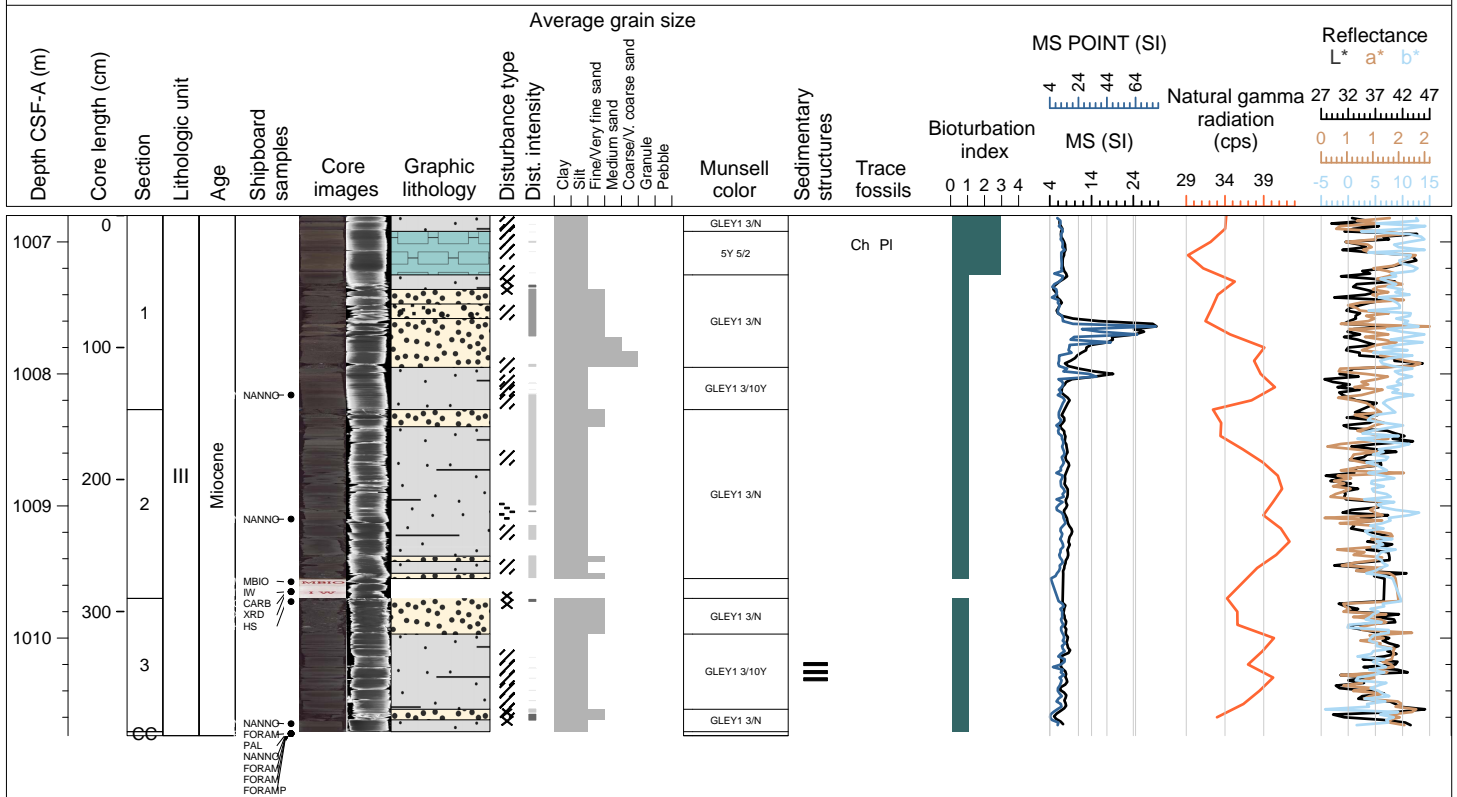 Average grain size
Depth CSF-A (m)
Core length (cm)
Section
Lithologic unit
Age
Shipboard
samples
Core
images
Graphic
lithology
Disturbance type
Dist. intensity
Clay
Silt
Fine/Very fine sand
Medium sand
Coarse/V. coarse sand
Granule
Pebble
Munsell
color
Sedimentary
structures
Trace
fossils
Bioturbation
index
0 1 2 3 4
MS POINT (SI)
4 24 44 64
MS (SI)
4 14 24
Natural gamma
radiation
(cps)
29 34 39
Reflectance
L* a* b*
27 32 37 42 47
0 1 1 2 2
-5 0 5 10 15
1007
1008
1009
1010
0
100
200
300
1
2
3
CC
III
Miocene
NANNO
NANNO
MBIO
IW
CARB
XRD
HS
NANNO
FORAM
PAL
NANNO
FORAM
FORAM
FORAMP
MBIO
IW
GLEY1 3/N
5Y 5/2
GLEY1 3/N
GLEY1 3/10Y
GLEY1 3/N
GLEY1 3/N
GLEY1 3/10Y
GLEY1 3/N
Ch Pl